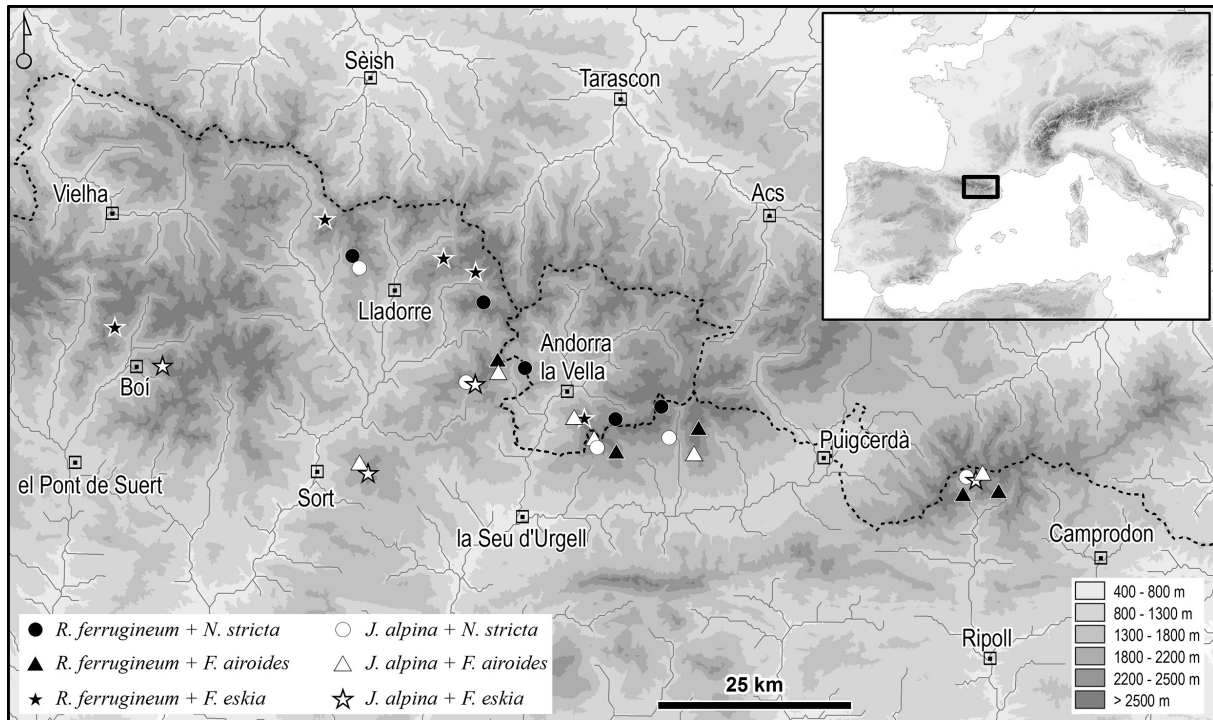 Sèish
Tarascon
Vielha
Acs
Lladorre
Andorra
la Vella
Boí
Puigcerdà
el Pont de Suert
Sort
la Seu d'Urgell
Camprodon
Ripoll
R. ferrugineum + N. stricta
J. alpina + N. stricta
R. ferrugineum + F. airoides
J. alpina + F. airoides
R. ferrugineum + F. eskia
J. alpina + F. eskia
25 km
400 - 800 m
800 - 1300 m
1300 - 1800 m
1800 - 2200 m
2200 - 2500 m
> 2500 m